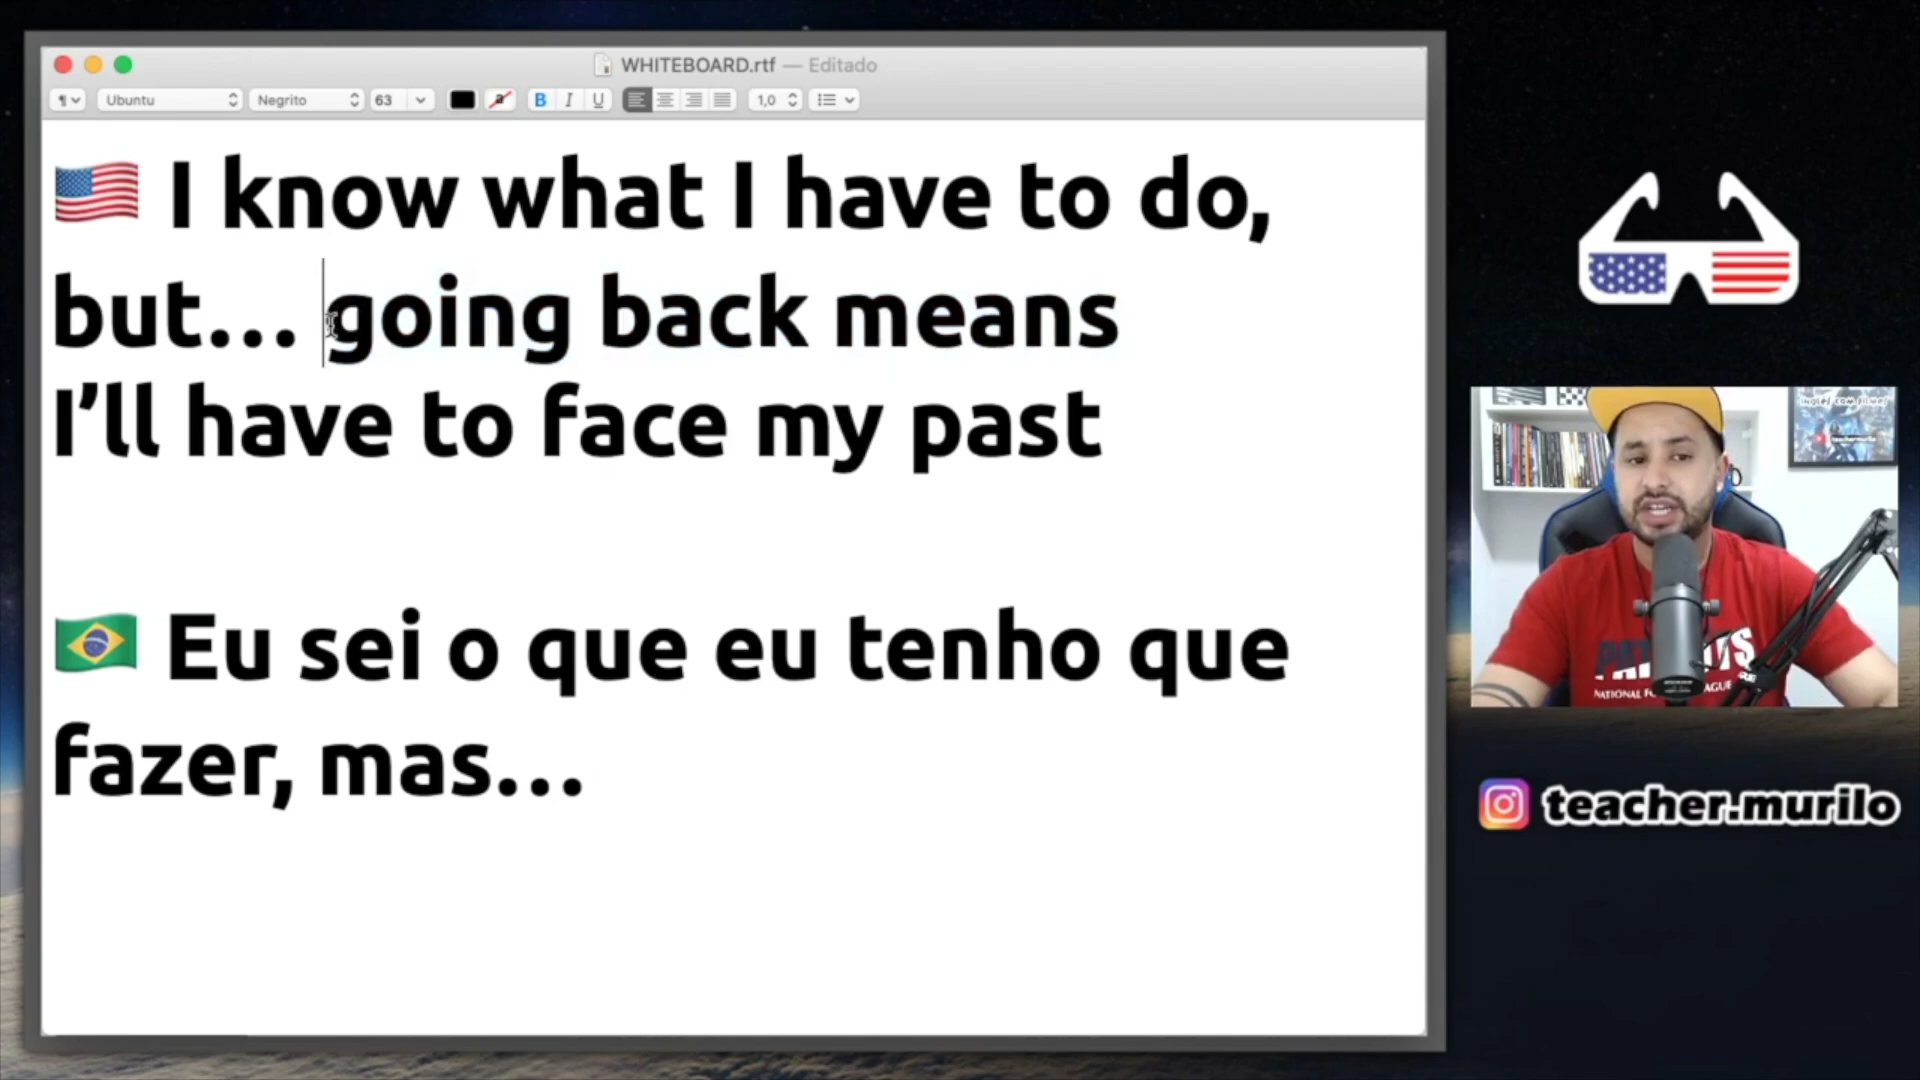 WHITEBOARD.rtf — Editado
Ubuntu Negrito 63 B I U 1,0
I know what I have to do,
but... going back means
I’ll have to face my past
Eu sei o que eu tenho que
fazer, mas...
teacher.murilo